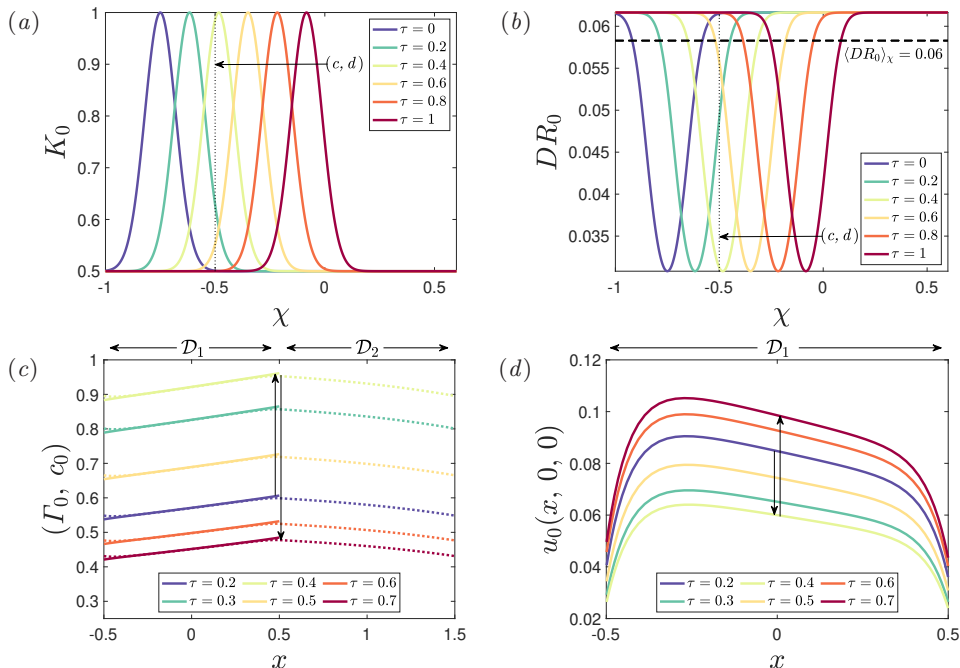 (a)
1
0.9
0.8
0.7
0.6
0.5
K₀
-1
-0.5
0
0.5
χ
τ = 0
τ = 0.2
τ = 0.4
τ = 0.6
τ = 0.8
τ = 1
(c, d)
(b)
0.06
0.055
0.05
0.045
0.04
0.035
DR₀
-1
-0.5
0
0.5
χ
⟨DR₀⟩χ = 0.06
τ = 0
τ = 0.2
τ = 0.4
τ = 0.6
τ = 0.8
τ = 1
(c, d)
(c)
𝒟₁
𝒟₂
1
0.9
0.8
0.7
0.6
0.5
0.4
0.3
(Γ₀, c₀)
τ = 0.2 τ = 0.4 τ = 0.6
τ = 0.3 τ = 0.5 τ = 0.7
-0.5
0
0.5
1
1.5
x
(d)
𝒟₁
0.12
0.1
0.08
0.06
0.04
0.02
u₀(x, 0, 0)
τ = 0.2 τ = 0.4 τ = 0.6
τ = 0.3 τ = 0.5 τ = 0.7
-0.5
0
0.5
x